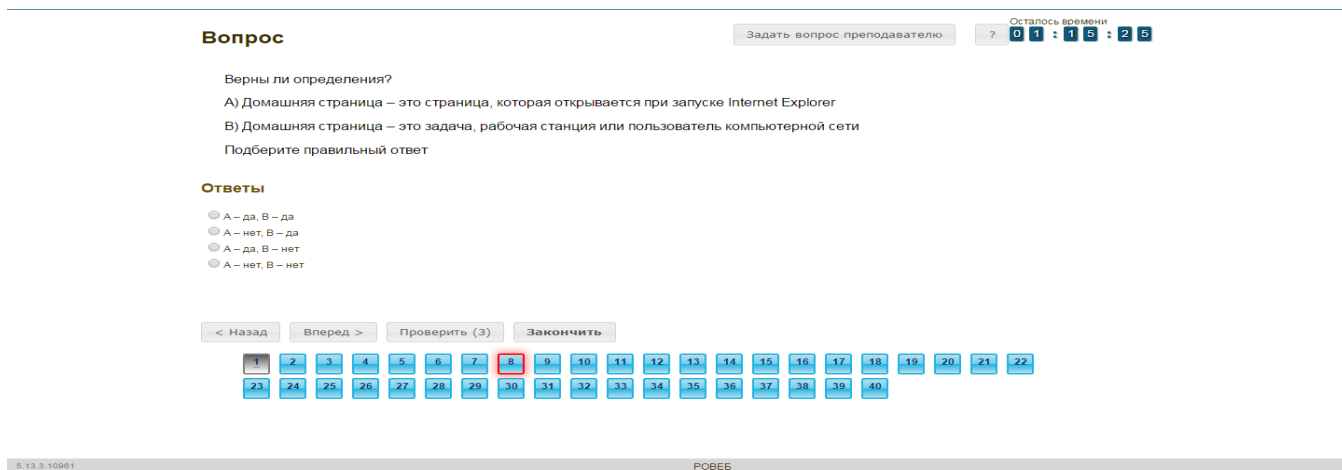 Осталось времени
Вопрос
Задать вопрос преподавателю
?
01:15:25
Верны ли определения?
А) Домашняя страница – это страница, которая открывается при запуске Internet Explorer
В) Домашняя страница – это задача, рабочая станция или пользователь компьютерной сети
Подберите правильный ответ
Ответы
А – да, В – да
А – нет, В – да
А – да, В – нет
А – нет, В – нет
< Назад Вперед > Проверить (3) Закончить
1 2 3 4 5 6 7 8 9 10 11 12 13 14 15 16 17 18 19 20 21 22
23 24 25 26 27 28 29 30 31 32 33 34 35 36 37 38 39 40
5.13.3.10961 РОВЕБ